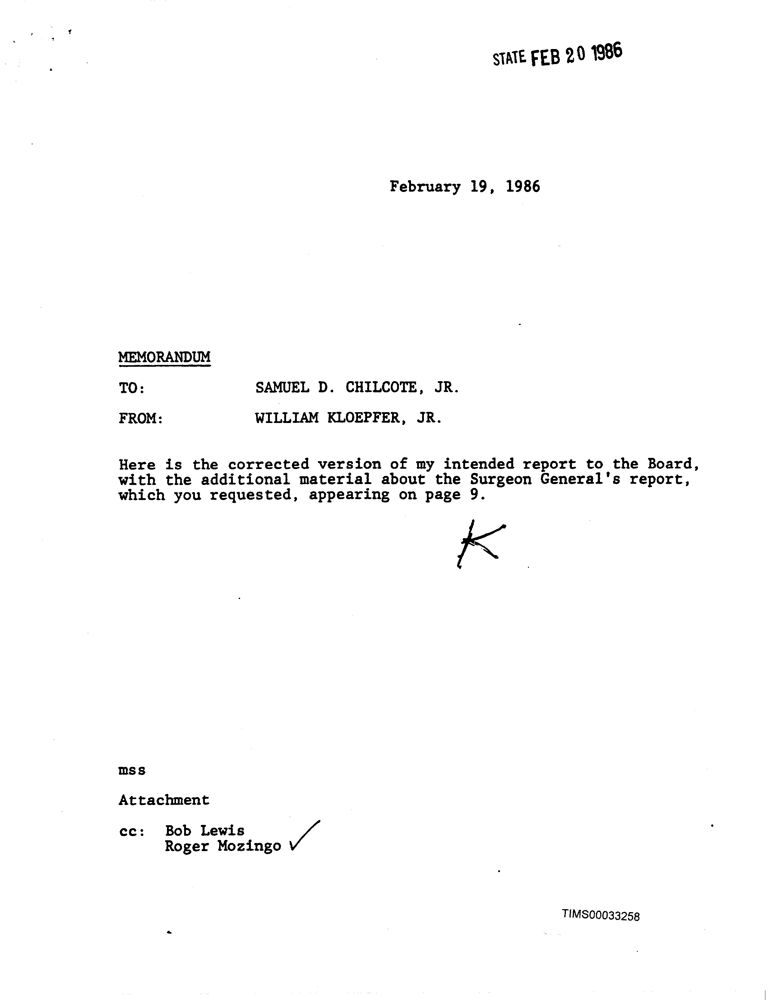 STATE FEB 20 1986
February 19, 1986
MEMORANDUM
TO: SAMUEL D. CHILCOTE, JR.
FROM: WILLIAM KLOEPFER, JR.
Here is the corrected version of my intended report to the Board,
with the additional material about the Surgeon General's report,
which you requested, appearing on page 9.
K
mss
Attachment
cc: Bob Lewis
Roger Mozingo ✓
TIMS00033258